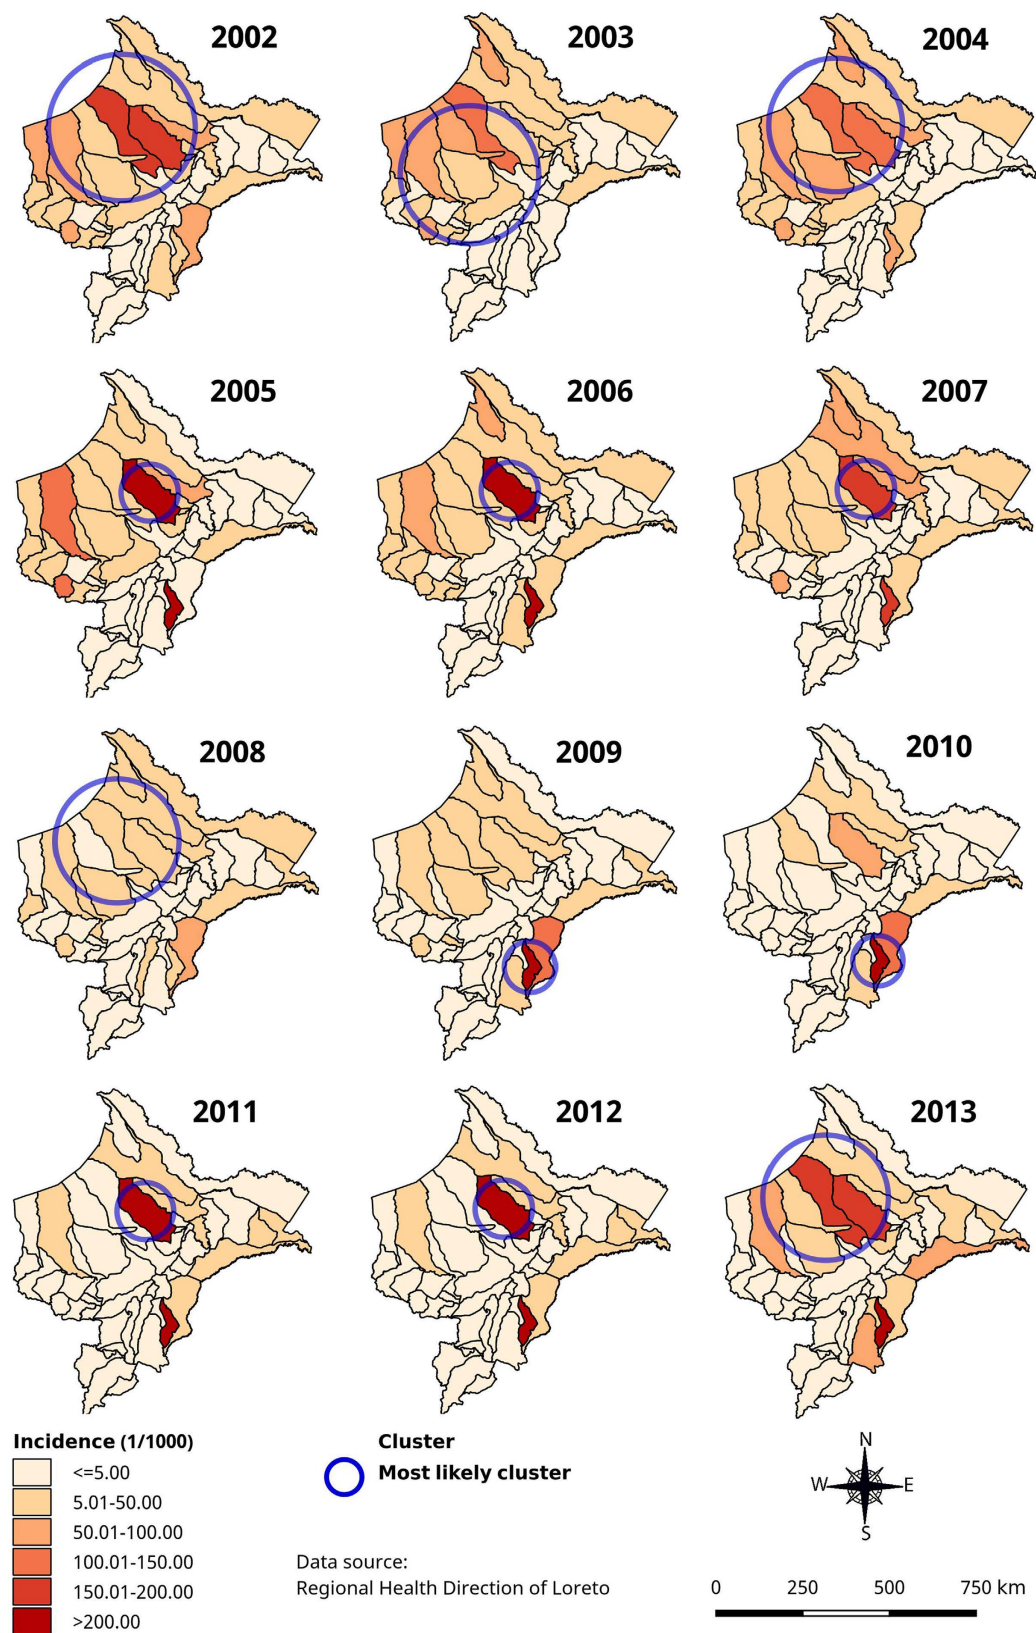 2002
2003
2004
2005
2006
2007
2008
2009
2010
2011
2012
2013
Incidence (1/1000)
<=5.00
5.01-50.00
50.01-100.00
100.01-150.00
150.01-200.00
>200.00
Cluster
Most likely cluster
Data source:
Regional Health Direction of Loreto
N
W E
S
0 250 500 750 km